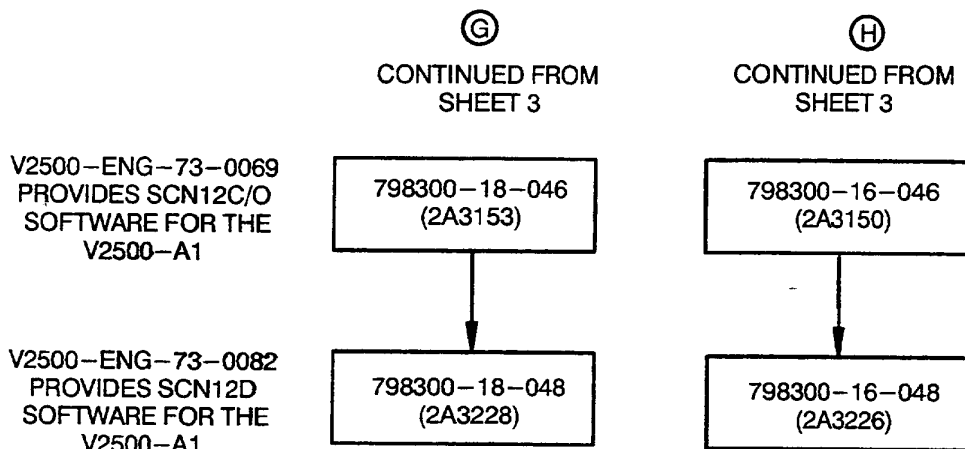 G
CONTINUED FROM
SHEET 3
H
CONTINUED FROM
SHEET 3
V2500-ENG-73-0069
PROVIDES SCN12C/O
SOFTWARE FOR THE
V2500-A1
798300-18-046
(2A3153)
798300-16-046
(2A3150)
V2500-ENG-73-0082
PROVIDES SCN12D
SOFTWARE FOR THE
V2500-A1
798300-18-048
(2A3228)
798300-16-048
(2A3226)